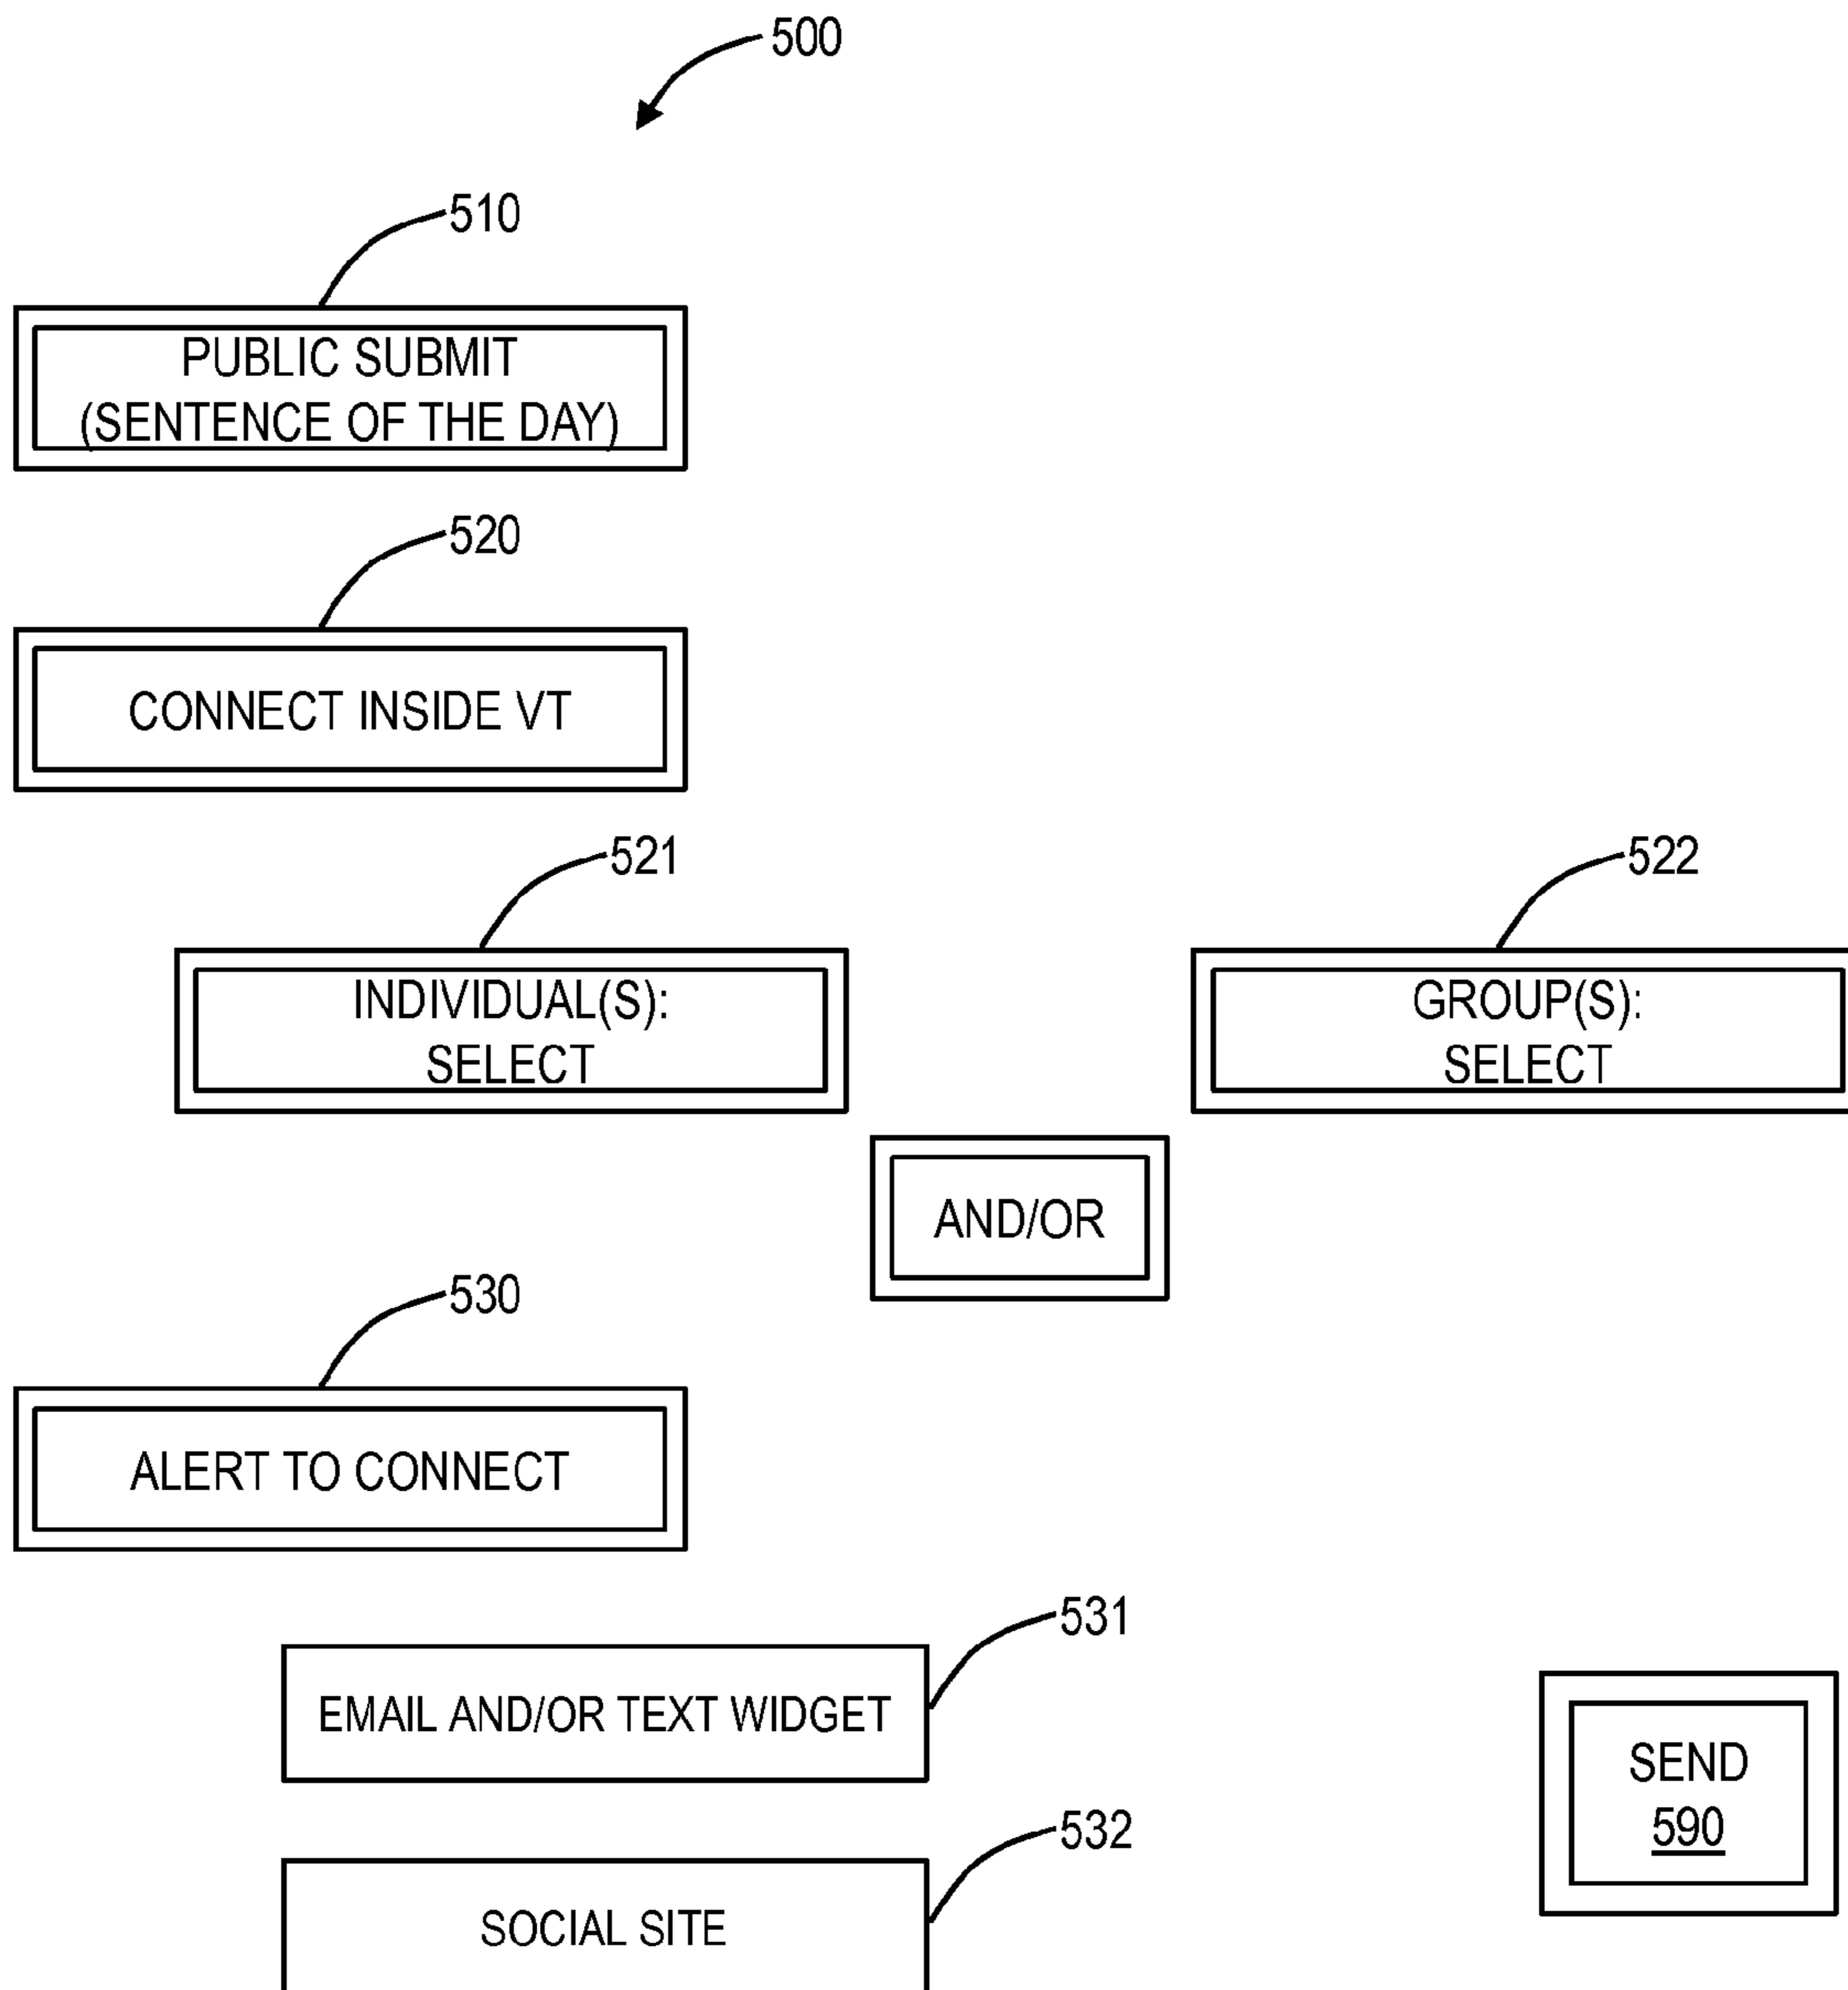 500
510
PUBLIC SUBMIT
(SENTENCE OF THE DAY)
520
CONNECT INSIDE VT
521
522
INDIVIDUAL(S):
SELECT
GROUP(S):
SELECT
AND/OR
530
ALERT TO CONNECT
531
EMAIL AND/OR TEXT WIDGET
SEND
590
532
SOCIAL SITE